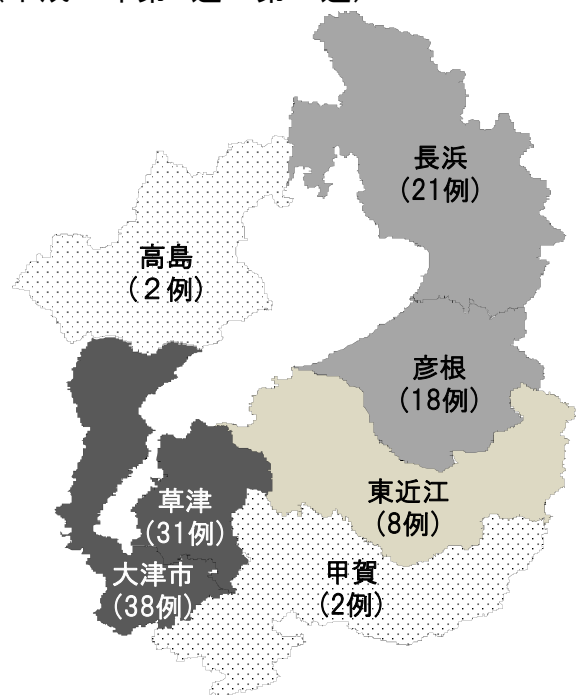 長浜
(21例)
高島
(２例)
彦根
(18例)
東近江
(8例)
草津
(31例)
大津市
(38例)
甲賀
(2例)